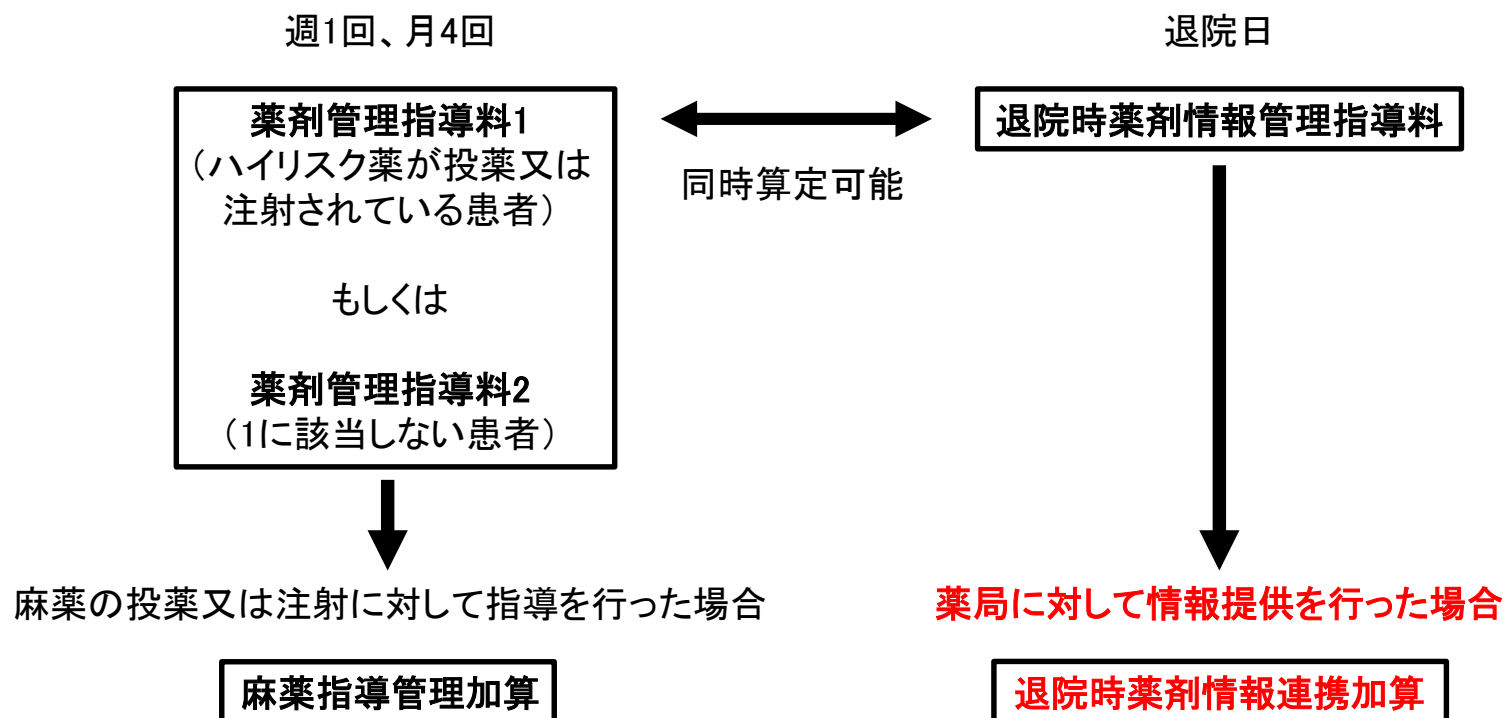 週1回、月4回
退院日
薬剤管理指導料1
（ハイリスク薬が投薬又は
注射されている患者）
もしくは
薬剤管理指導料2
（1に該当しない患者）
同時算定可能
退院時薬剤情報管理指導料
麻薬の投薬又は注射に対して指導を行った場合
麻薬指導管理加算
薬局に対して情報提供を行った場合
退院時薬剤情報連携加算